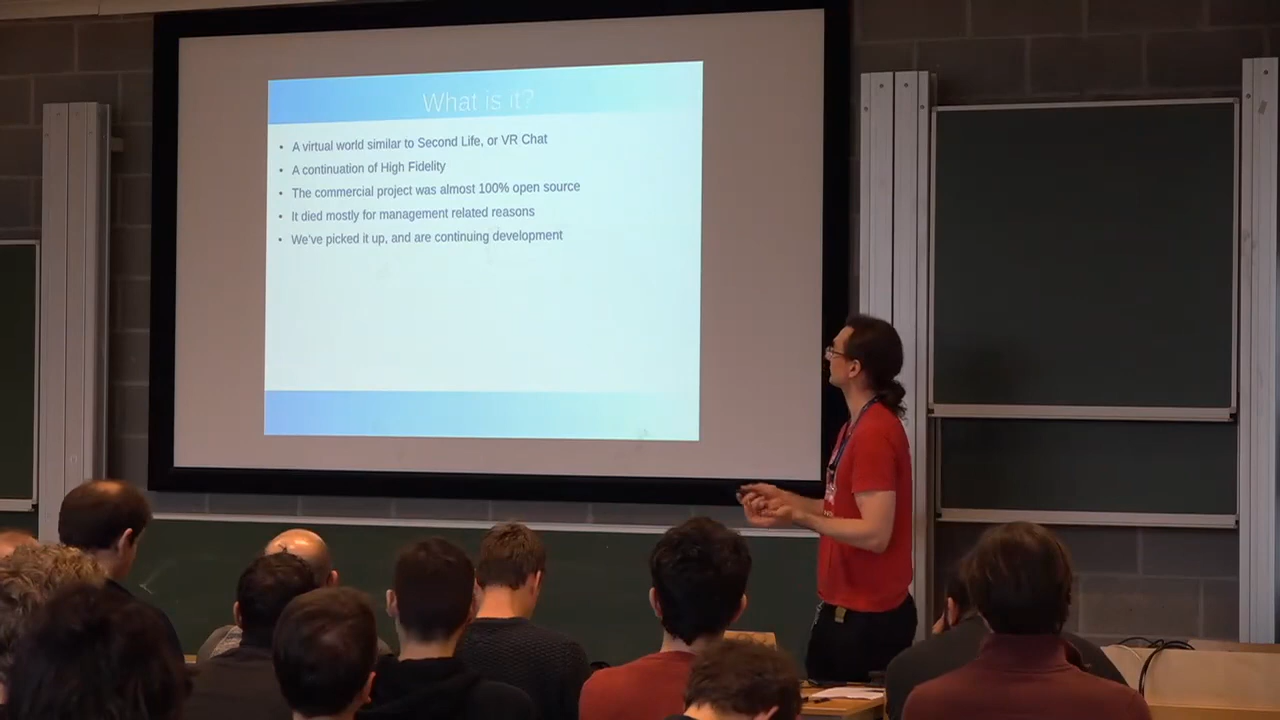 What is it?
• A virtual world similar to Second Life, or VR Chat
• A continuation of High Fidelity
• The commercial project was almost 100% open source
• It died mostly for management related reasons
• We've picked it up, and are continuing development